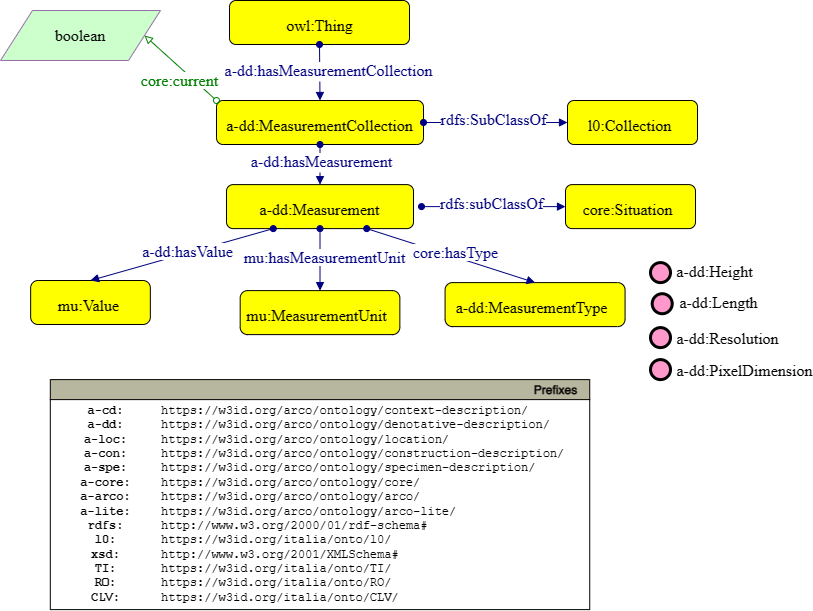 boolean
owl:Thing
core:current
a-dd:hasMeasurementCollection
a-dd:MeasurementCollection
rdfs:SubClassOf
l0:Collection
a-dd:hasMeasurement
a-dd:Measurement
rdfs:subClassOf
core:Situation
a-dd:hasValue
mu:hasMeasurementUnit
core:hasType
mu:Value
mu:MeasurementUnit
a-dd:MeasurementType
a-dd:Height
a-dd:Length
a-dd:Resolution
a-dd:PixelDimension
Prefixes
a-cd: https://w3id.org/arco/ontology/context-description/
a-dd: https://w3id.org/arco/ontology/denotative-description/
a-loc: https://w3id.org/arco/ontology/location/
a-con: https://w3id.org/arco/ontology/construction-description/
a-spe: https://w3id.org/arco/ontology/specimen-description/
a-core: https://w3id.org/arco/ontology/core/
a-arco: https://w3id.org/arco/ontology/arco/
a-lite: https://w3id.org/arco/ontology/arco-lite/
rdfs: http://www.w3.org/2000/01/rdf-schema#
l0: https://w3id.org/italia/onto/l0/
xsd: http://www.w3.org/2001/XMLSchema#
TI: https://w3id.org/italia/onto/TI/
RO: https://w3id.org/italia/onto/RO/
CLV: https://w3id.org/italia/onto/CLV/